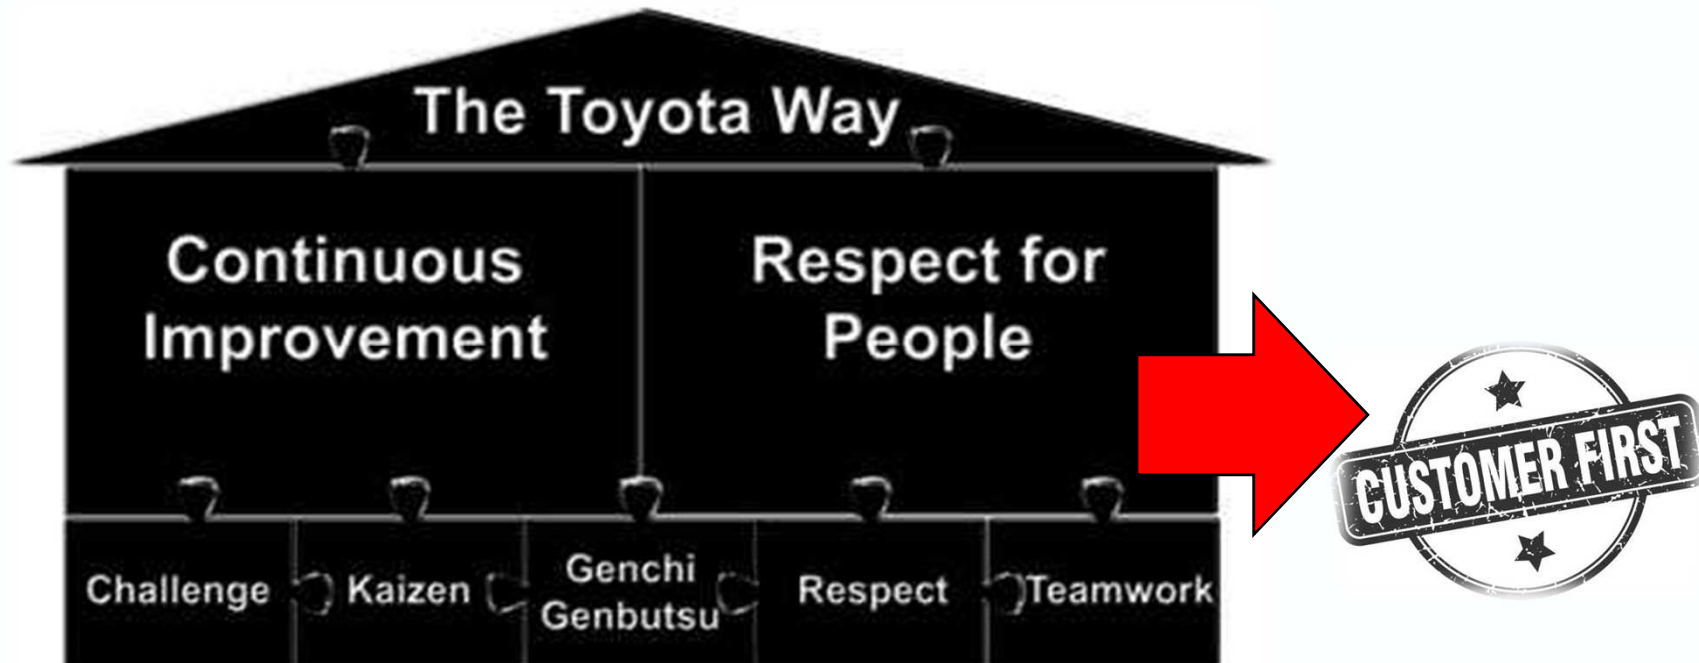 The Toyota Way
Continuous
Improvement
Respect for
People
CUSTOMER FIRST
Challenge
Kaizen
Genchi
Genbutsu
Respect
Teamwork